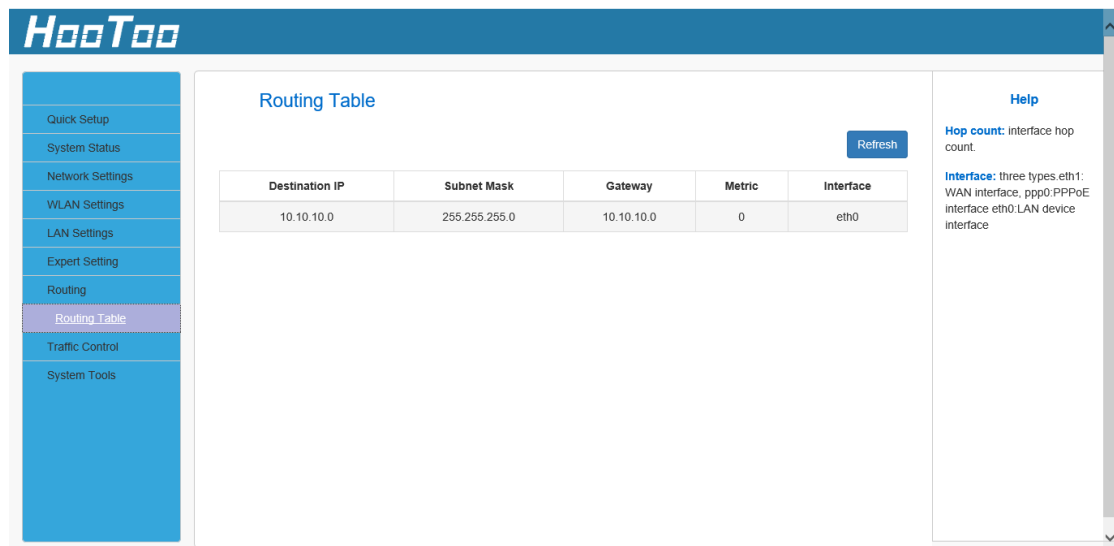 HooToo
Quick Setup
System Status
Network Settings
WLAN Settings
LAN Settings
Expert Setting
Routing
Routing Table
Traffic Control
System Tools
Routing Table
Refresh
Destination IP Subnet Mask Gateway Metric Interface
10.10.10.0 255.255.255.0 10.10.10.0 0 eth0
Help
Hop count: interface hop
count.
Interface: three types.eth1:
WAN interface, ppp0:PPPoE
interface eth0:LAN device
interface